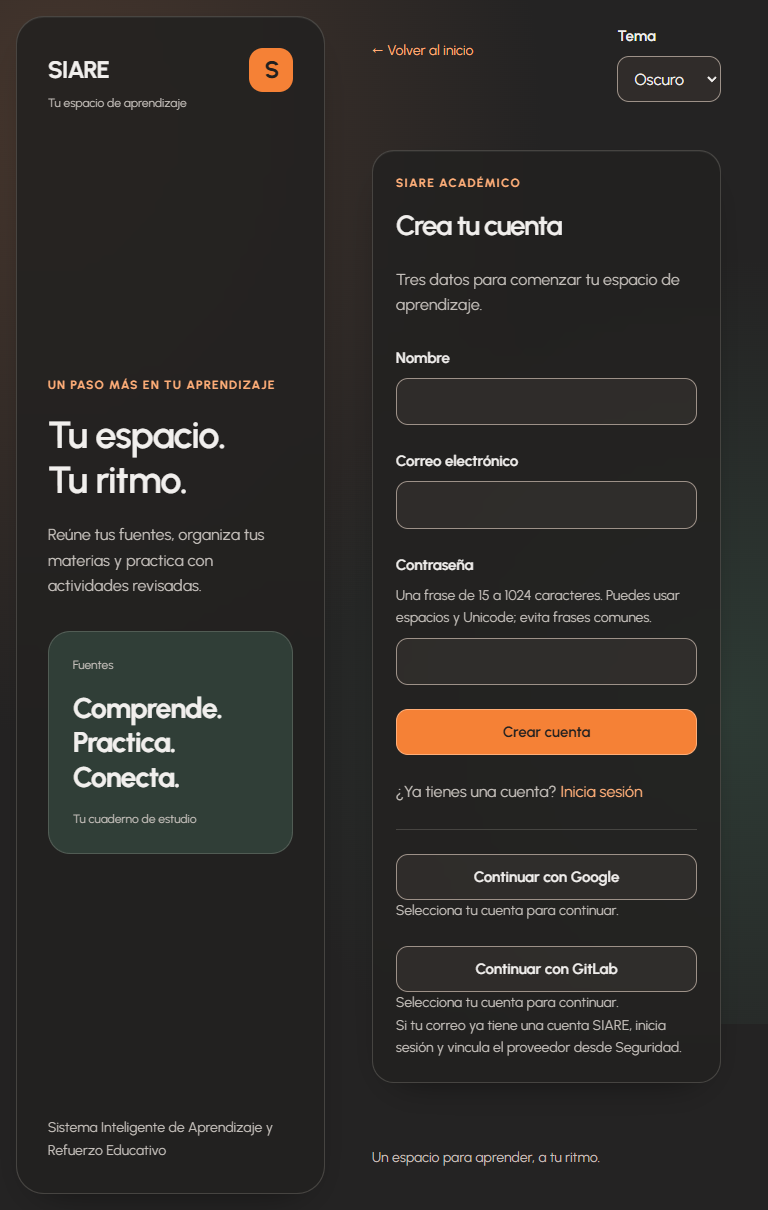 SIARE
S
Tu espacio de aprendizaje
UN PASO MÁS EN TU APRENDIZAJE
Tu espacio.
Tu ritmo.
Reúne tus fuentes, organiza tus
materias y practica con
actividades revisadas.
Fuentes
Comprende.
Practica.
Conecta.
Tu cuaderno de estudio
Sistema Inteligente de Aprendizaje y
Refuerzo Educativo
← Volver al inicio
Tema
Oscuro
SIARE ACADÉMICO
Crea tu cuenta
Tres datos para comenzar tu espacio de
aprendizaje.
Nombre
Correo electrónico
Contraseña
Una frase de 15 a 1024 caracteres. Puedes usar
espacios y Unicode; evita frases comunes.
Crear cuenta
¿Ya tienes una cuenta? Inicia sesión
Continuar con Google
Selecciona tu cuenta para continuar.
Continuar con GitLab
Selecciona tu cuenta para continuar.
Si tu correo ya tiene una cuenta SIARE, inicia
sesión y vincula el proveedor desde Seguridad.
Un espacio para aprender, a tu ritmo.